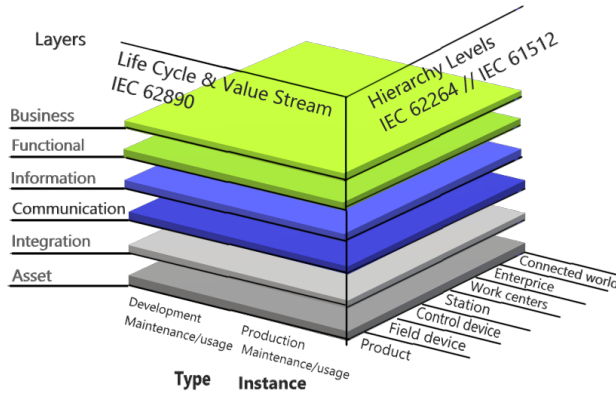 Layers
Life Cycle & Value Stream
IEC 62890
Hierarchy Levels
IEC 62264 // IEC 61512
Business
Functional
Information
Communication
Integration
Asset
Development
Maintenance/usage
Production
Maintenance/usage
Type
Instance
Connected world
Enterprice
Work centers
Station
Control device
Field device
Product